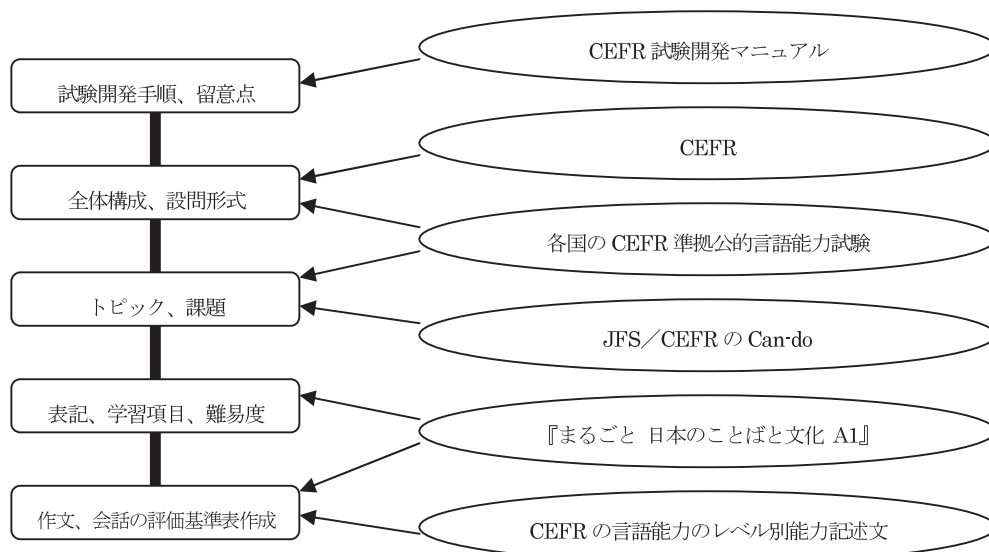 CEFR 試験開発マニュアル
試験開発手順、留意点
CEFR
全体構成、設問形式
各国の CEFR 準拠公的言語能力試験
トピック、課題
JFS／CEFR の Can-do
表記、学習項目、難易度
『まるごと 日本のことばと文化 A1』
作文、会話の評価基準表作成
CEFR の言語能力のレベル別能力記述文